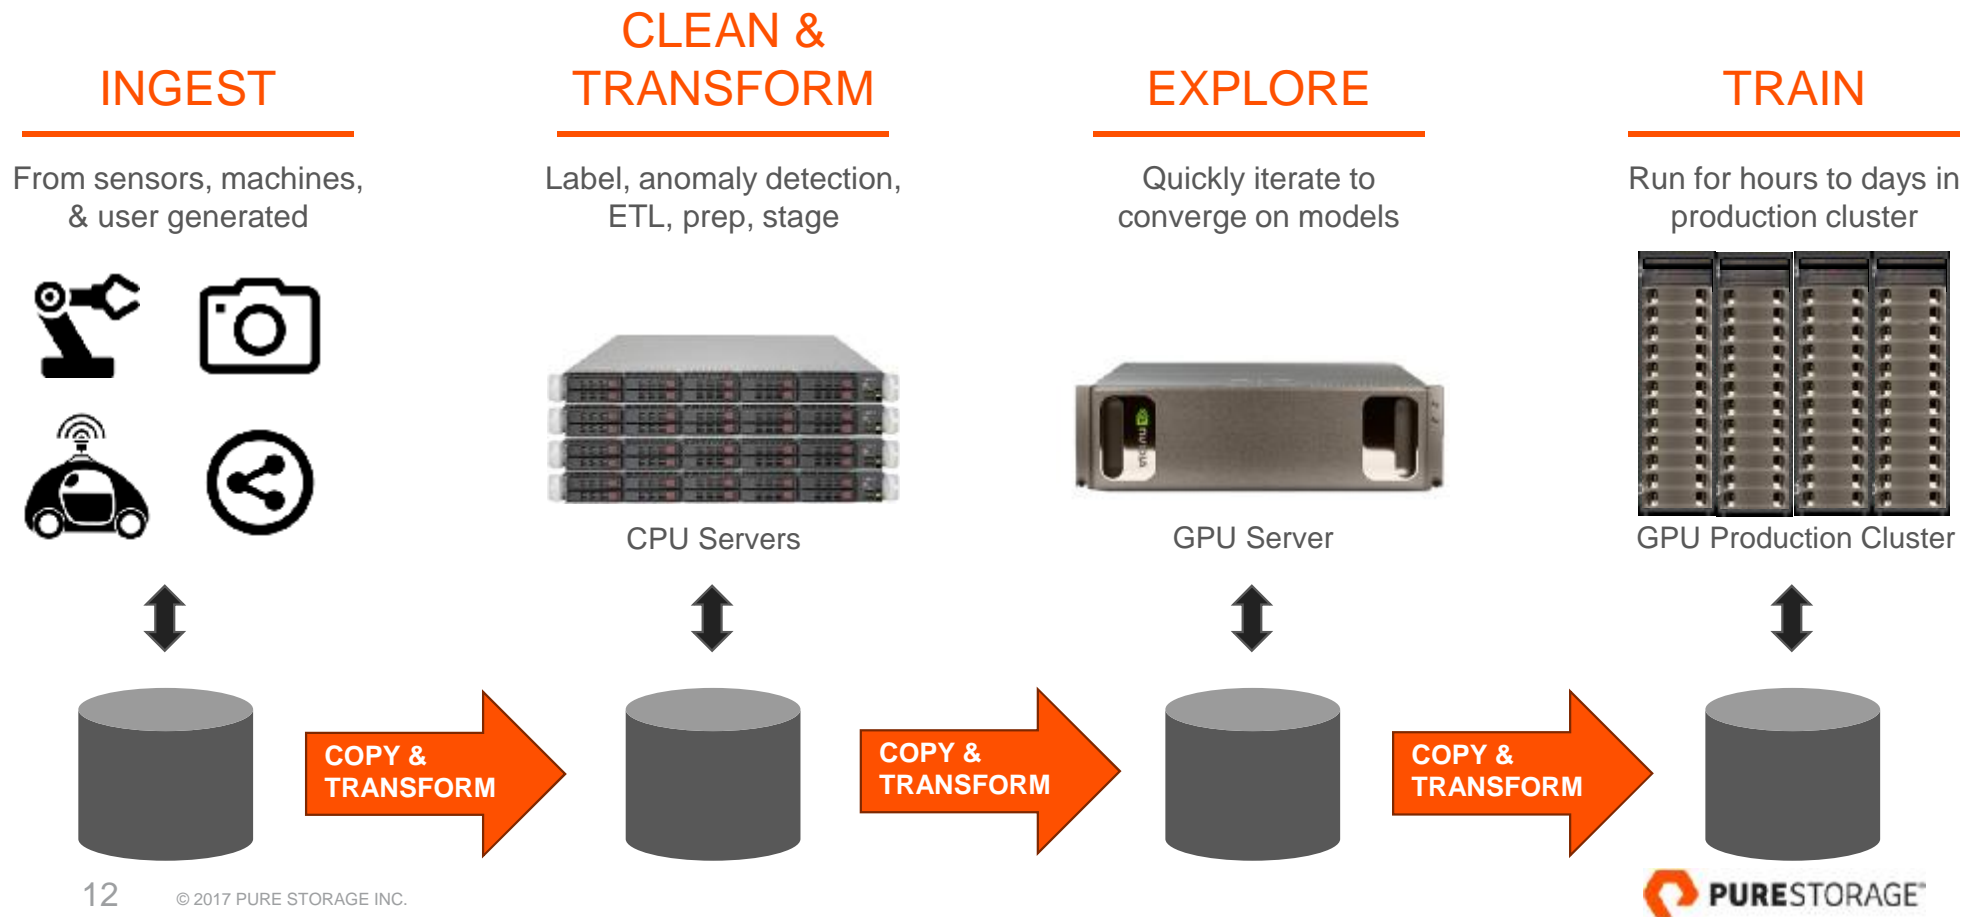 INGEST
From sensors, machines,
& user generated
CLEAN &
TRANSFORM
Label, anomaly detection,
ETL, prep, stage
CPU Servers
EXPLORE
Quickly iterate to
converge on models
nVIDIA
GPU Server
TRAIN
Run for hours to days in
production cluster
GPU Production Cluster
COPY &
TRANSFORM
COPY &
TRANSFORM
COPY &
TRANSFORM
12
© 2017 PURE STORAGE INC.
PURESTORAGE®